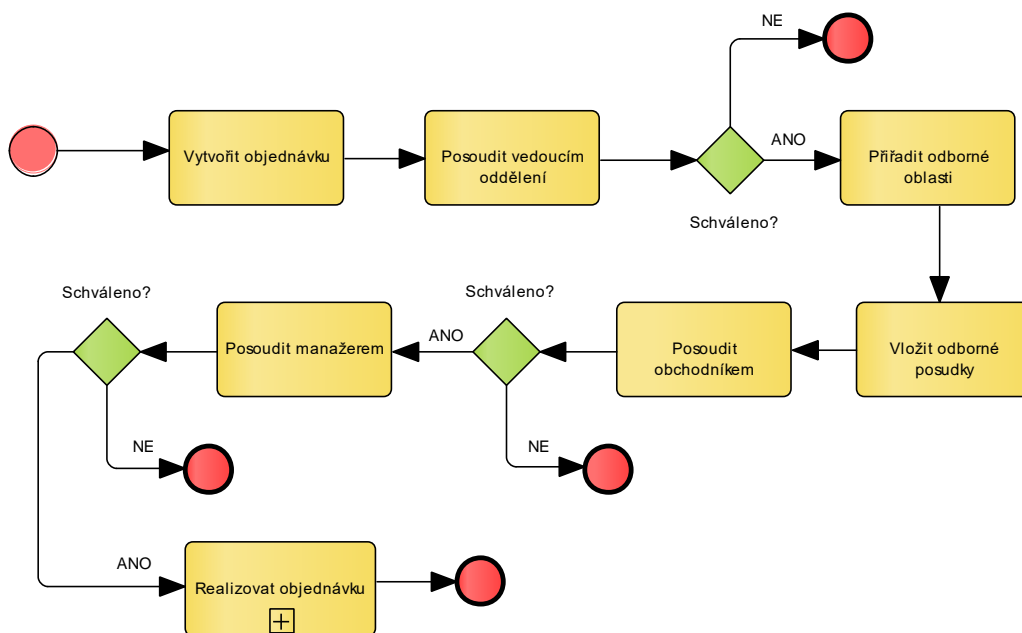 NE
Vytvořit objednávku
Posoudit vedoucím
oddělení
ANO
Přiřadit odborné
oblasti
Schváleno?
Schváleno?
Schváleno?
Posoudit manažerem
ANO
Posoudit
obchodníkem
Vložit odborné
posudky
NE
NE
ANO
Realizovat objednávku